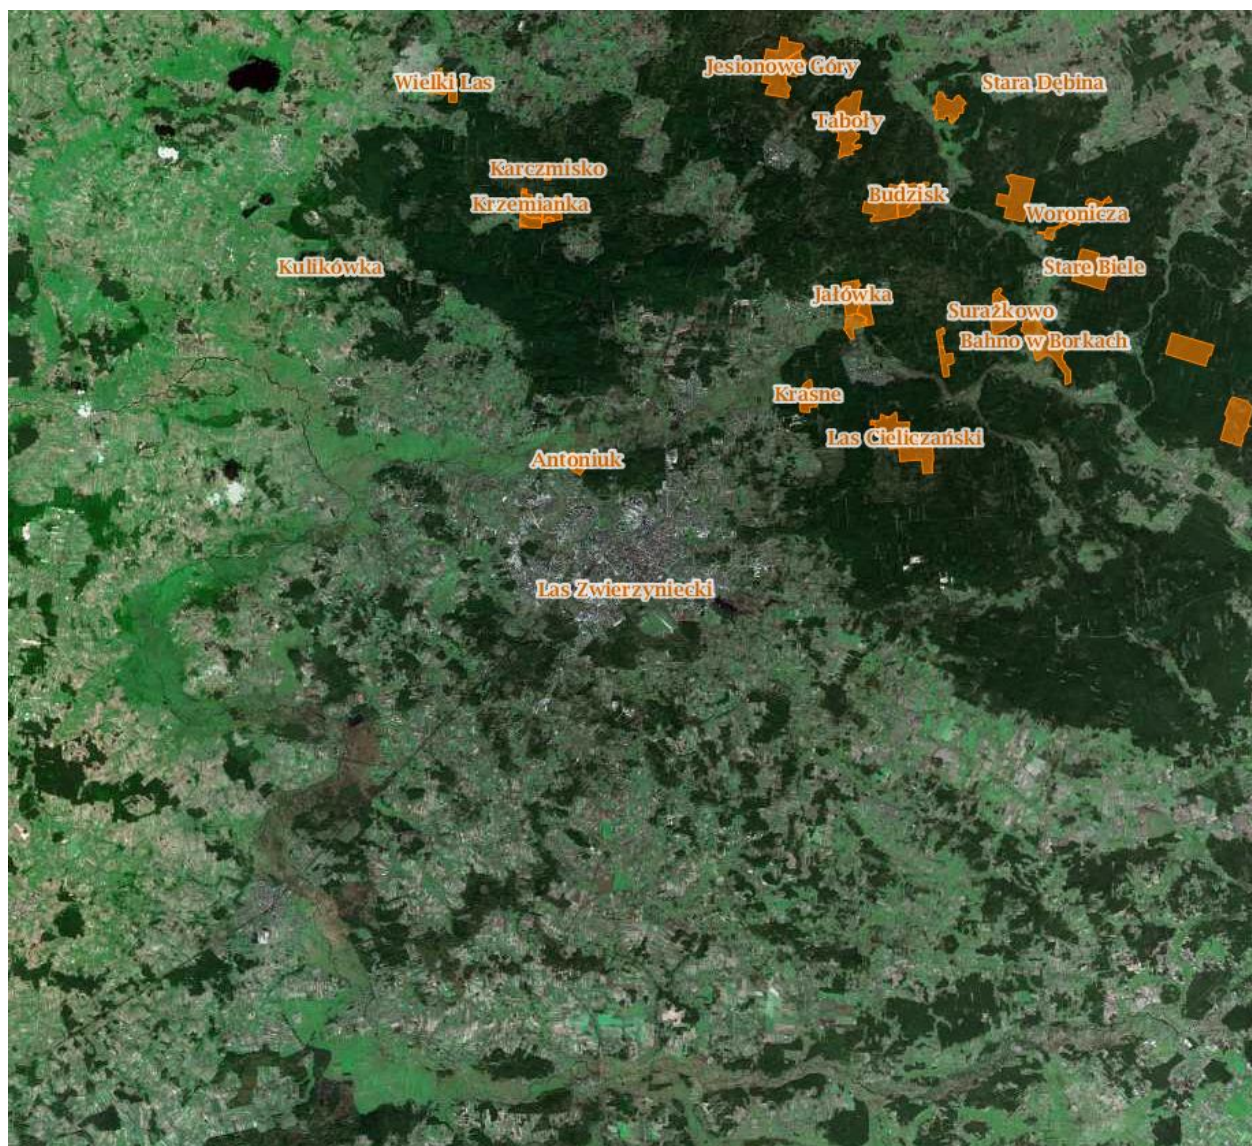 Jesionowe Góry
Wielki Las
Stara Dębina
Taboły
Karczmisko
Budzisk
Krzemianka
Woronicza
Kulikówka
Stare Biele
Jałówka
Surażkowo
Bahno w Borkach
Krasne
Las Cieliczański
Antoniuk
Las Zwierzyniecki